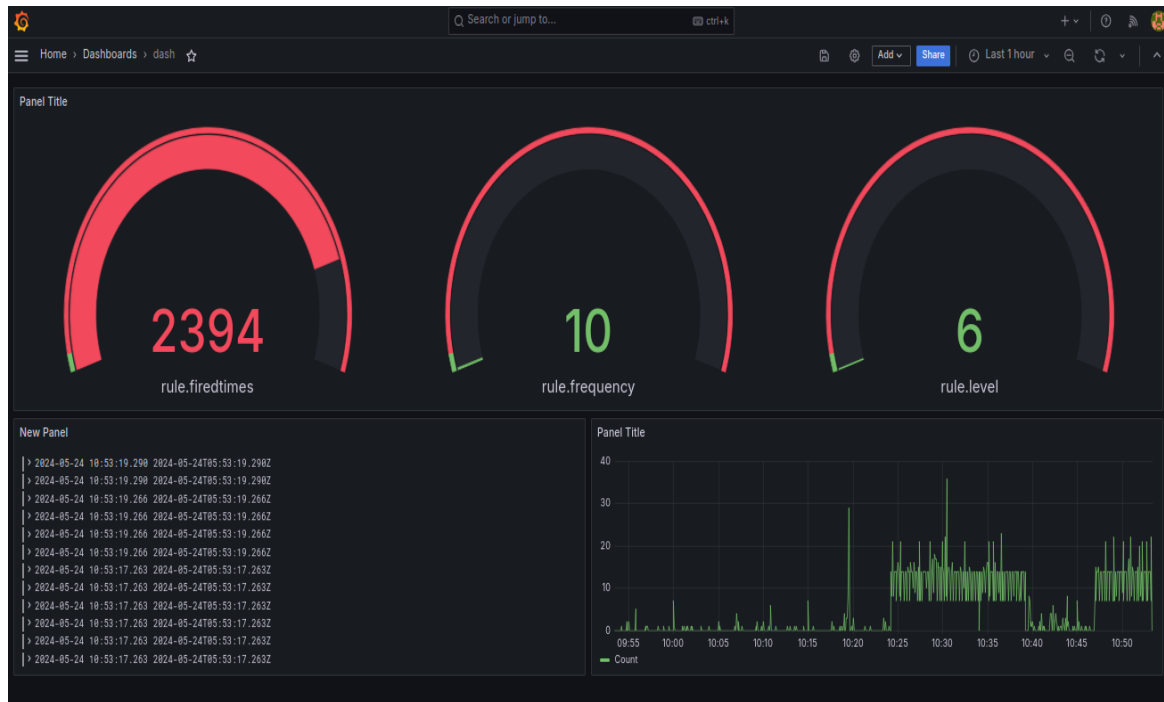 Search or jump to... ctrl+k
Home › Dashboards › dash Add Share Last 1 hour
Panel Title
2394 10 6
rule.firedtimes rule.frequency rule.level
New Panel
2024-05-24 10:53:19.290 2024-05-24T05:53:19.290Z
2024-05-24 10:53:19.290 2024-05-24T05:53:19.290Z
2024-05-24 10:53:19.266 2024-05-24T05:53:19.266Z
2024-05-24 10:53:19.266 2024-05-24T05:53:19.266Z
2024-05-24 10:53:19.266 2024-05-24T05:53:19.266Z
2024-05-24 10:53:19.266 2024-05-24T05:53:19.266Z
2024-05-24 10:53:17.263 2024-05-24T05:53:17.263Z
2024-05-24 10:53:17.263 2024-05-24T05:53:17.263Z
2024-05-24 10:53:17.263 2024-05-24T05:53:17.263Z
2024-05-24 10:53:17.263 2024-05-24T05:53:17.263Z
2024-05-24 10:53:17.263 2024-05-24T05:53:17.263Z
2024-05-24 10:53:17.263 2024-05-24T05:53:17.263Z
Panel Title
40
30
20
10
0
09:55 10:00 10:05 10:10 10:15 10:20 10:25 10:30 10:35 10:40 10:45 10:50
Count